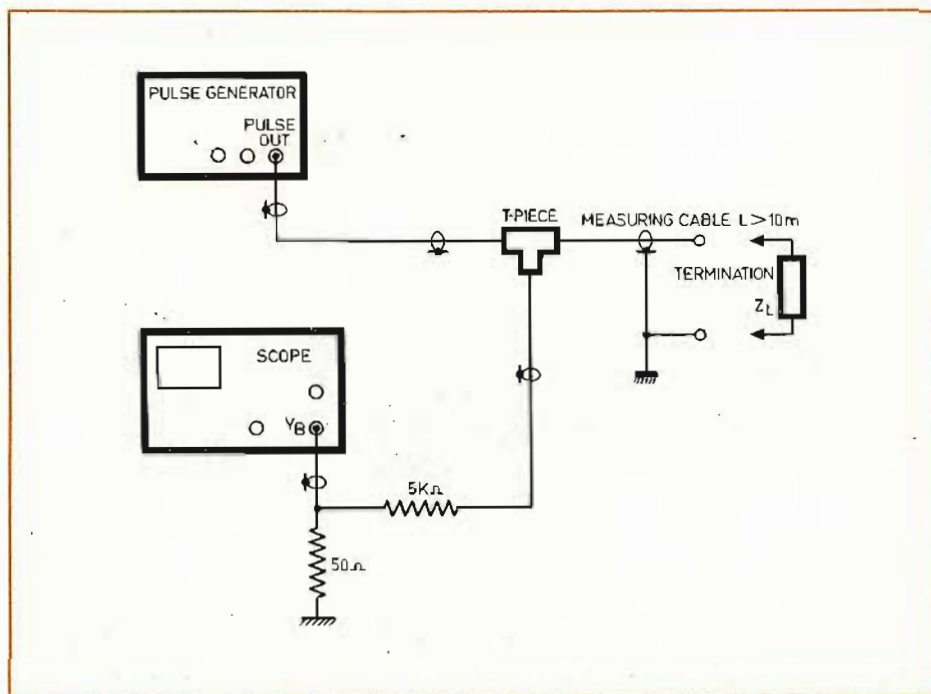 PULSE GENERATOR
PULSE
OUT
T-PIECE
MEASURING CABLE L > 10m
TERMINATION
ZL
SCOPE
YB
5KΩ
50Ω